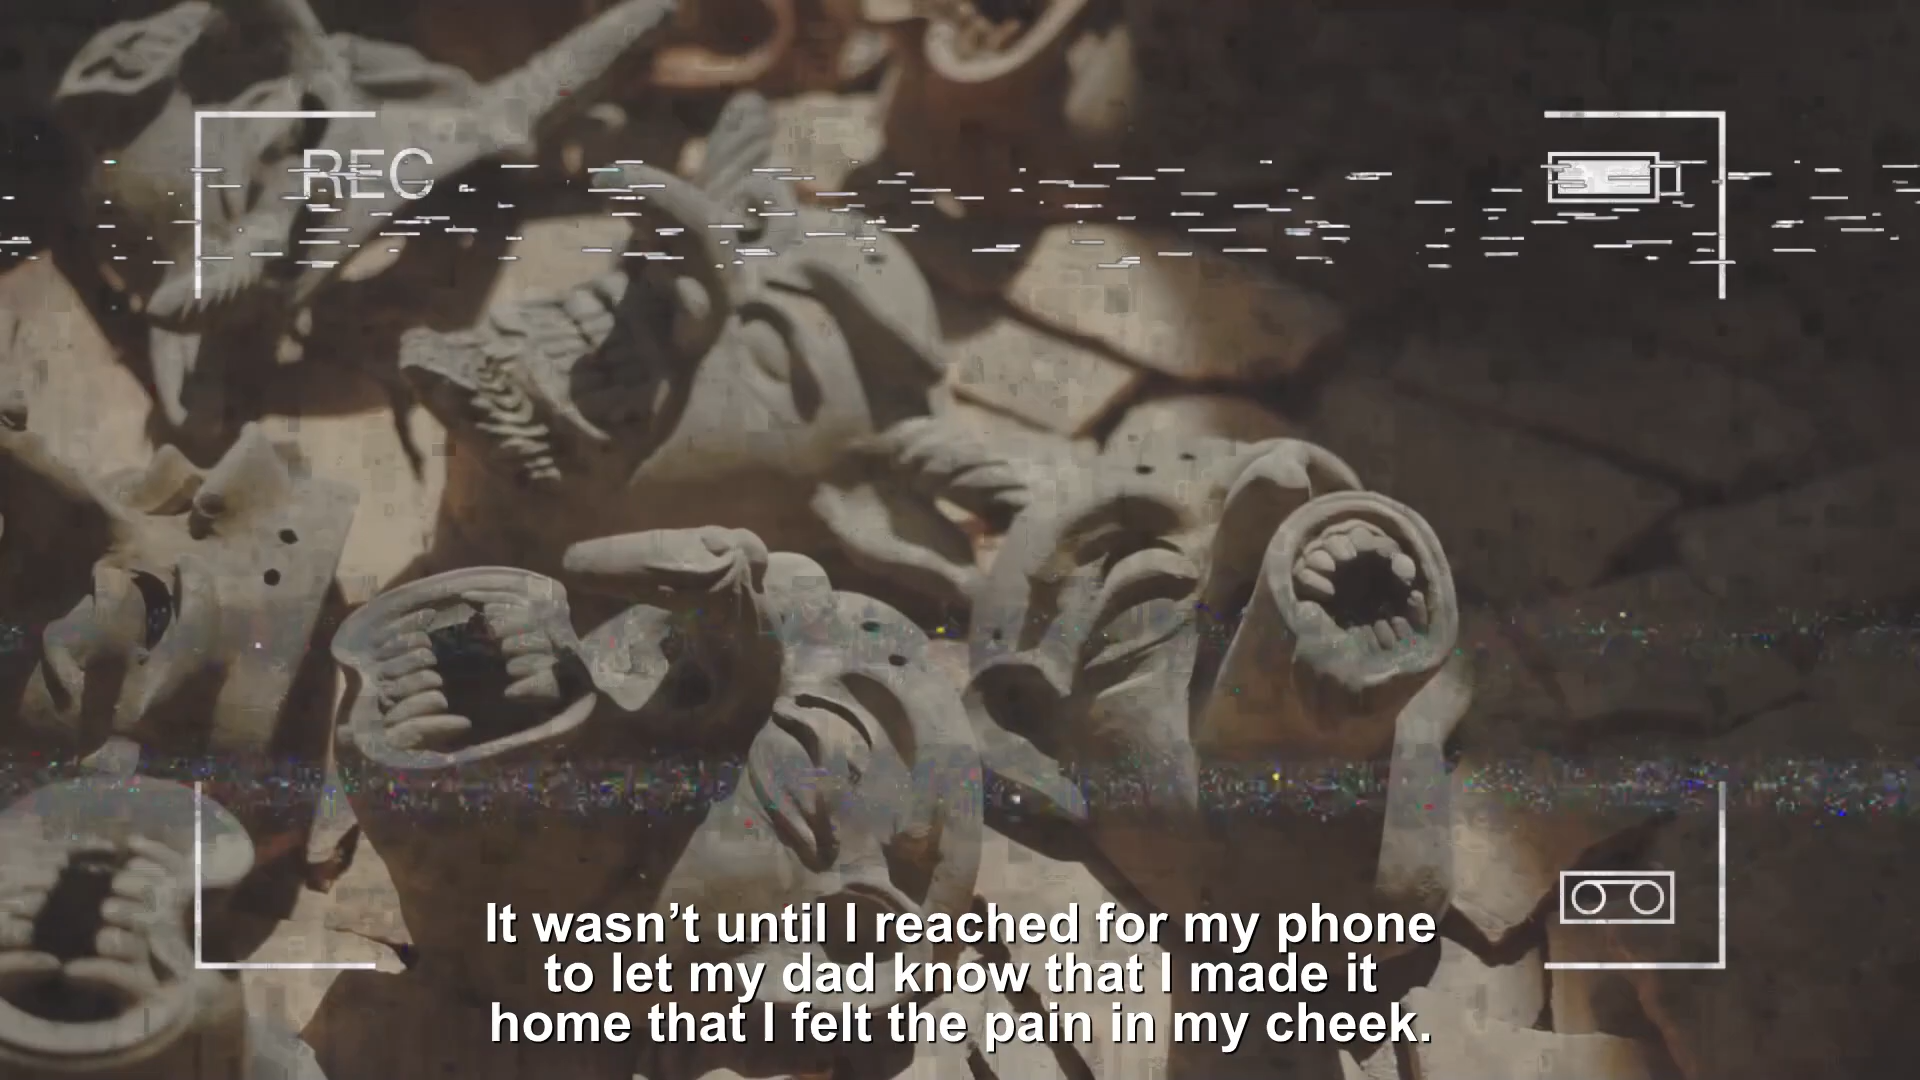 REC
It wasn’t until I reached for my phone
to let my dad know that I made it
home that I felt the pain in my cheek.